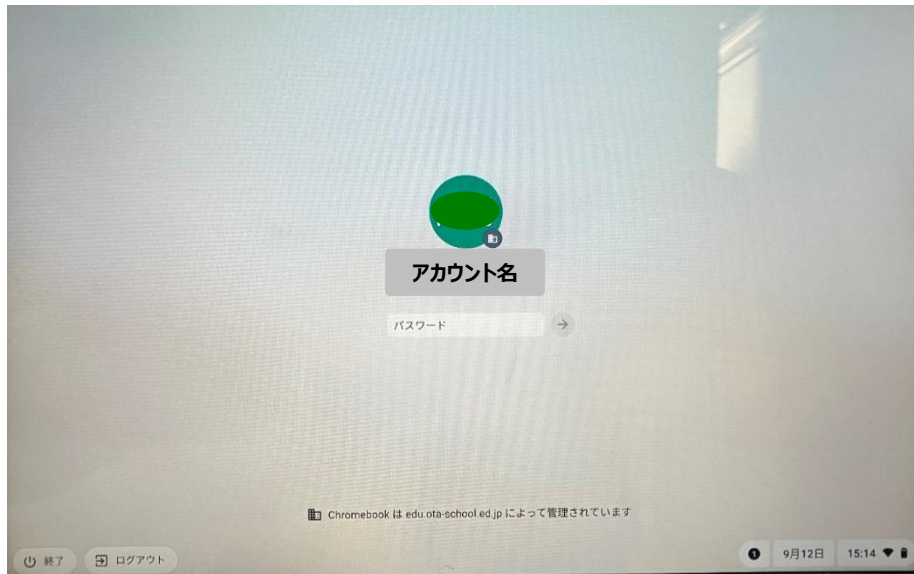 アカウント名
パスワード
Chromebook は edu.ota-school.ed.jp によって管理されています
終了
ログアウト
1
9月12日
15:14